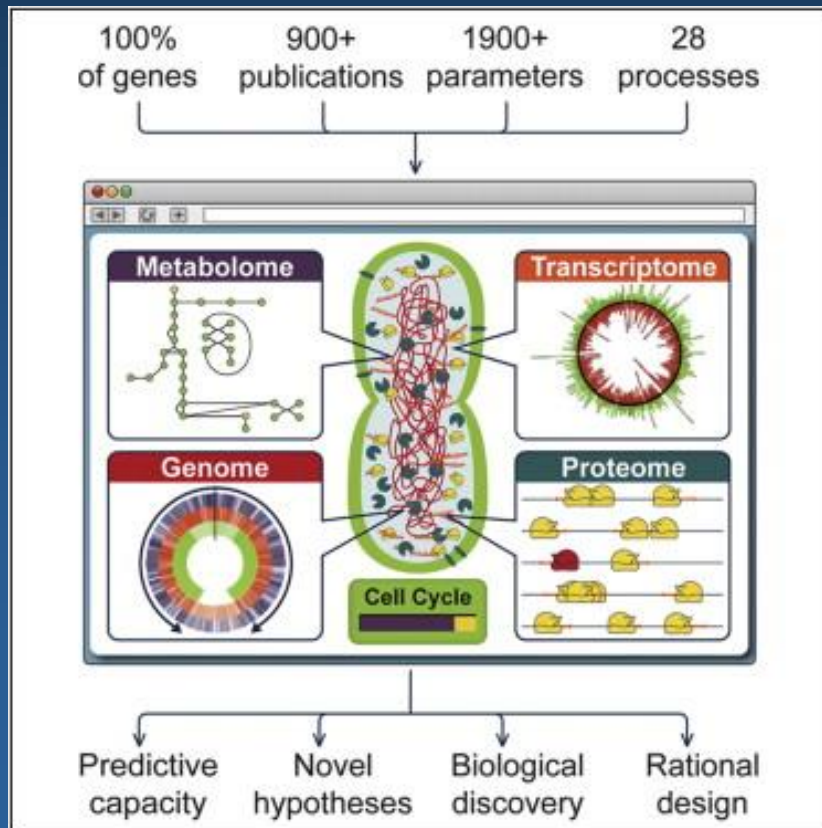 100% 900+ 1900+ 28
of genes publications parameters processes
Metabolome
Transcriptome
Genome
Proteome
Cell Cycle
Predictive Novel Biological Rational
capacity hypotheses discovery design